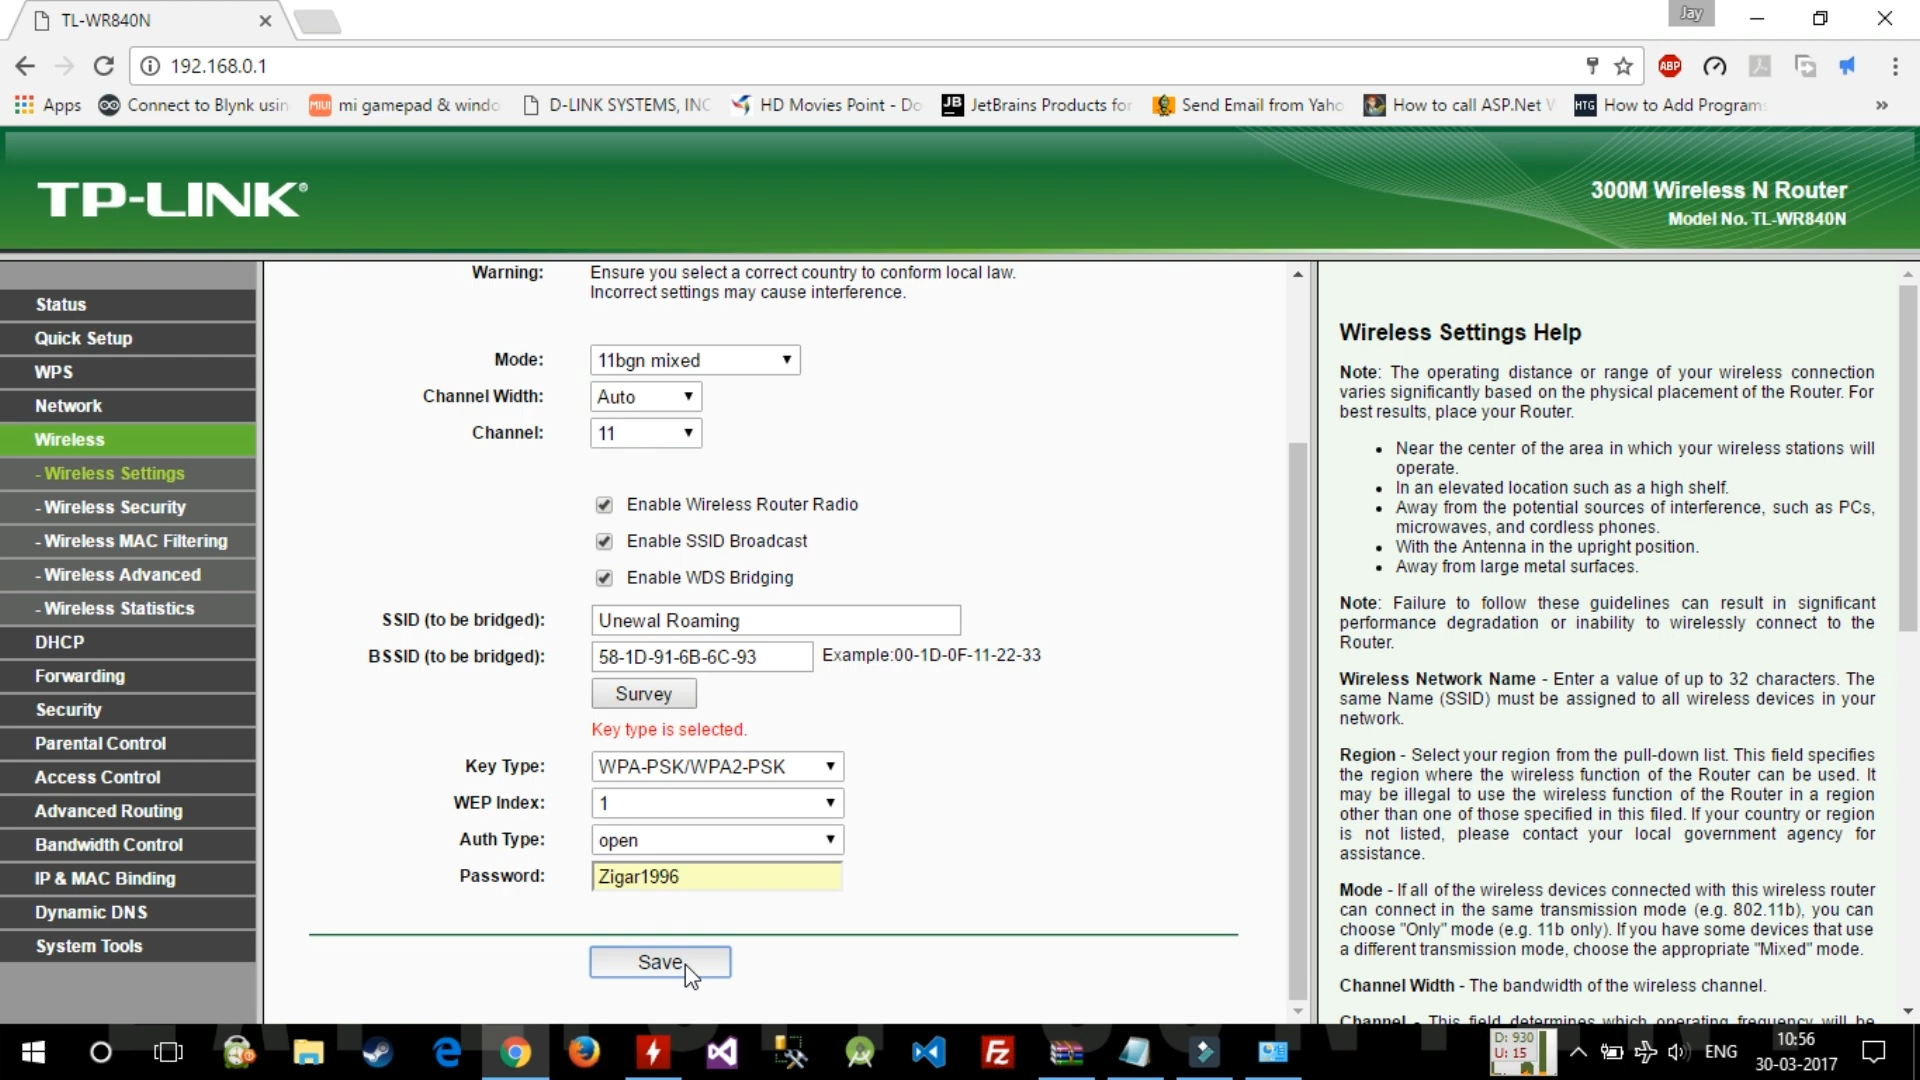 TL-WR840N
Jay
192.168.0.1
ABP
Apps
Connect to Blynk usin
MIUI mi gamepad & windo
D-LINK SYSTEMS, INC
HD Movies Point - Do
JB JetBrains Products for
Send Email from Yaho
How to call ASP.Net W
HTG How to Add Program
TP-LINK®
300M Wireless N Router
Model No. TL-WR840N
Status
Quick Setup
WPS
Network
Wireless
- Wireless Settings
- Wireless Security
- Wireless MAC Filtering
- Wireless Advanced
- Wireless Statistics
DHCP
Forwarding
Security
Parental Control
Access Control
Advanced Routing
Bandwidth Control
IP & MAC Binding
Dynamic DNS
System Tools
Warning: Ensure you select a correct country to conform local law.
Incorrect settings may cause interference.
Mode: 11bgn mixed
Channel Width: Auto
Channel: 11
Enable Wireless Router Radio
Enable SSID Broadcast
Enable WDS Bridging
SSID (to be bridged): Unewal Roaming
BSSID (to be bridged): 58-1D-91-6B-6C-93 Example:00-1D-0F-11-22-33
Survey
Key type is selected.
Key Type: WPA-PSK/WPA2-PSK
WEP Index: 1
Auth Type: open
Password: Zigar1996
Save
Wireless Settings Help
Note: The operating distance or range of your wireless connection
varies significantly based on the physical placement of the Router. For
best results, place your Router.
• Near the center of the area in which your wireless stations will
operate.
• In an elevated location such as a high shelf.
• Away from the potential sources of interference, such as PCs,
microwaves, and cordless phones.
• With the Antenna in the upright position.
• Away from large metal surfaces.
Note: Failure to follow these guidelines can result in significant
performance degradation or inability to wirelessly connect to the
Router.
Wireless Network Name - Enter a value of up to 32 characters. The
same Name (SSID) must be assigned to all wireless devices in your
network.
Region - Select your region from the pull-down list. This field specifies
the region where the wireless function of the Router can be used. It
may be illegal to use the wireless function of the Router in a region
other than one of those specified in this filed. If your country or region
is not listed, please contact your local government agency for
assistance.
Mode - If all of the wireless devices connected with this wireless router
can connect in the same transmission mode (e.g. 802.11b), you can
choose "Only" mode (e.g. 11b only). If you have some devices that use
a different transmission mode, choose the appropriate "Mixed" mode.
Channel Width - The bandwidth of the wireless channel.
Channel - This field determines which operating frequency will be
D: 930
U: 15
ENG
10:56
30-03-2017